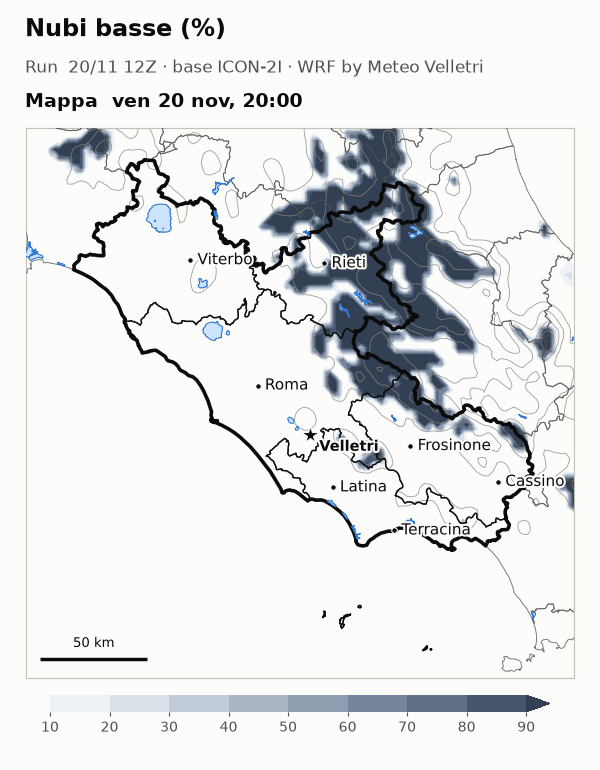 Nubi basse (%)
Run 20/11 12Z · base ICON-2I · WRF by Meteo Velletri
Mappa ven 20 nov, 20:00
Viterbo
Rieti
Roma
Velletri
Frosinone
Latina
Cassino
Terracina
50 km
10 20 30 40 50 60 70 80 90